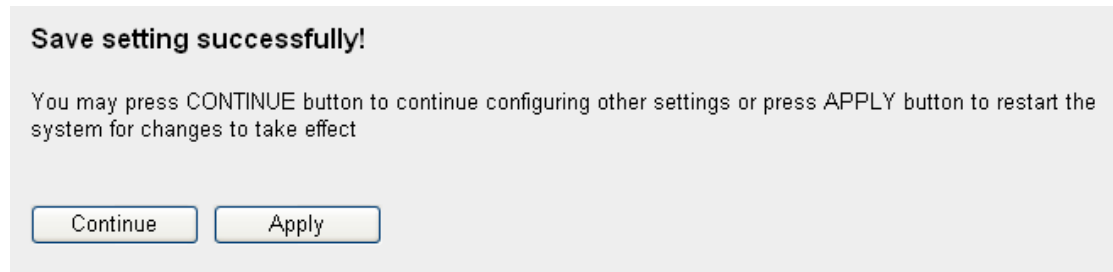 Save setting successfully!
You may press CONTINUE button to continue configuring other settings or press APPLY button to restart the
system for changes to take effect
Continue
Apply